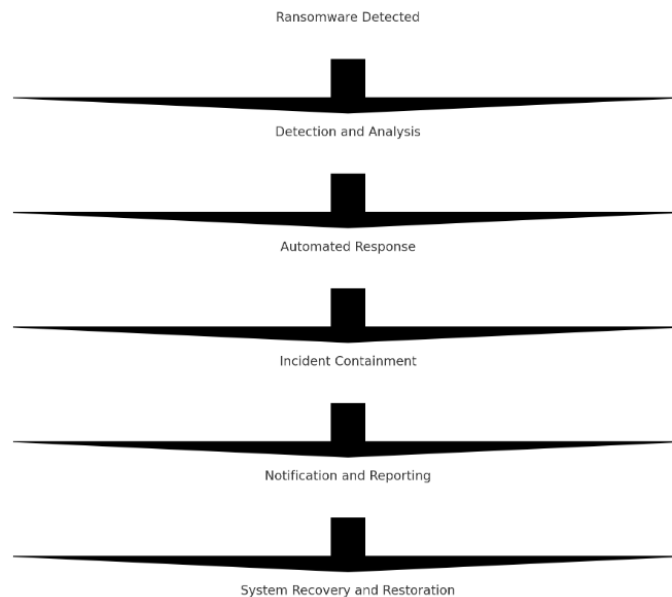 Ransomware Detected
Detection and Analysis
Automated Response
Incident Containment
Notification and Reporting
System Recovery and Restoration